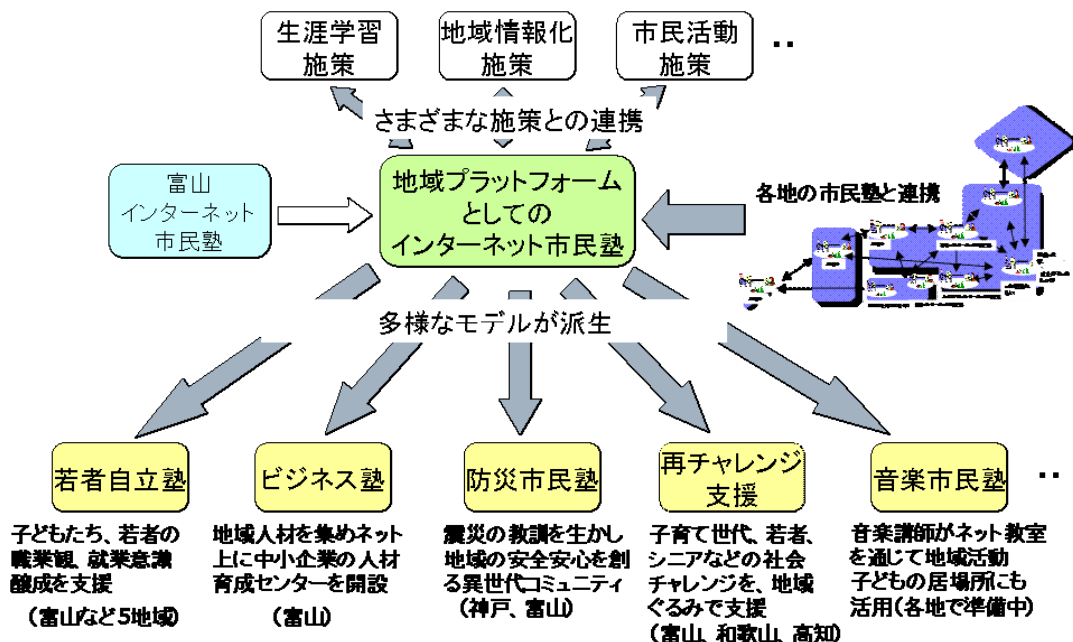 生涯学習
施策
地域情報化
施策
市民活動
施策
‥
さまざまな施策との連携
富山
インターネット
市民塾
地域プラットフォーム
としての
インターネット市民塾
各地の市民塾と連携
多様なモデルが派生
若者自立塾
子どもたち、若者の
職業観、就業意識
醸成を支援
(富山など5地域)
ビジネス塾
地域人材を集めネット
上に中小企業の人材
育成センターを開設
(富山)
防災市民塾
震災の教訓を生かし
地域の安全安心を創
る異世代コミュニティ
(神戸、富山)
再チャレンジ
支援
子育て世代、若者、
シニアなどの社会
チャレンジを、地域
ぐるみで支援
(富山、和歌山、高知)
音楽市民塾
音楽講師がネット教室
を通じて地域活動
子どもの居場所にも
活用(各地で準備中)
‥